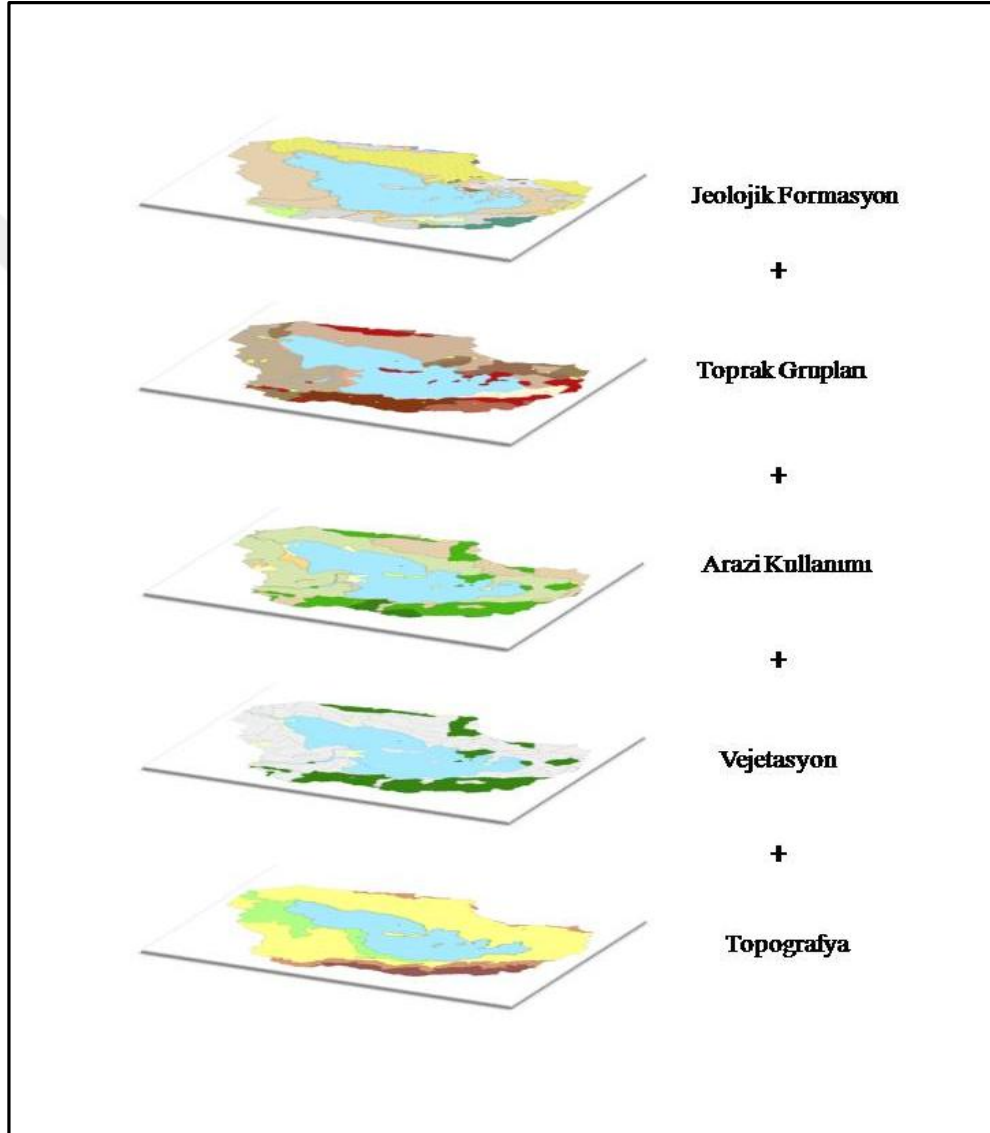 Jeolojik Formasyon
+
Toprak Grupları
+
Arazi Kullanımı
+
Vejetasyon
+
Topografya